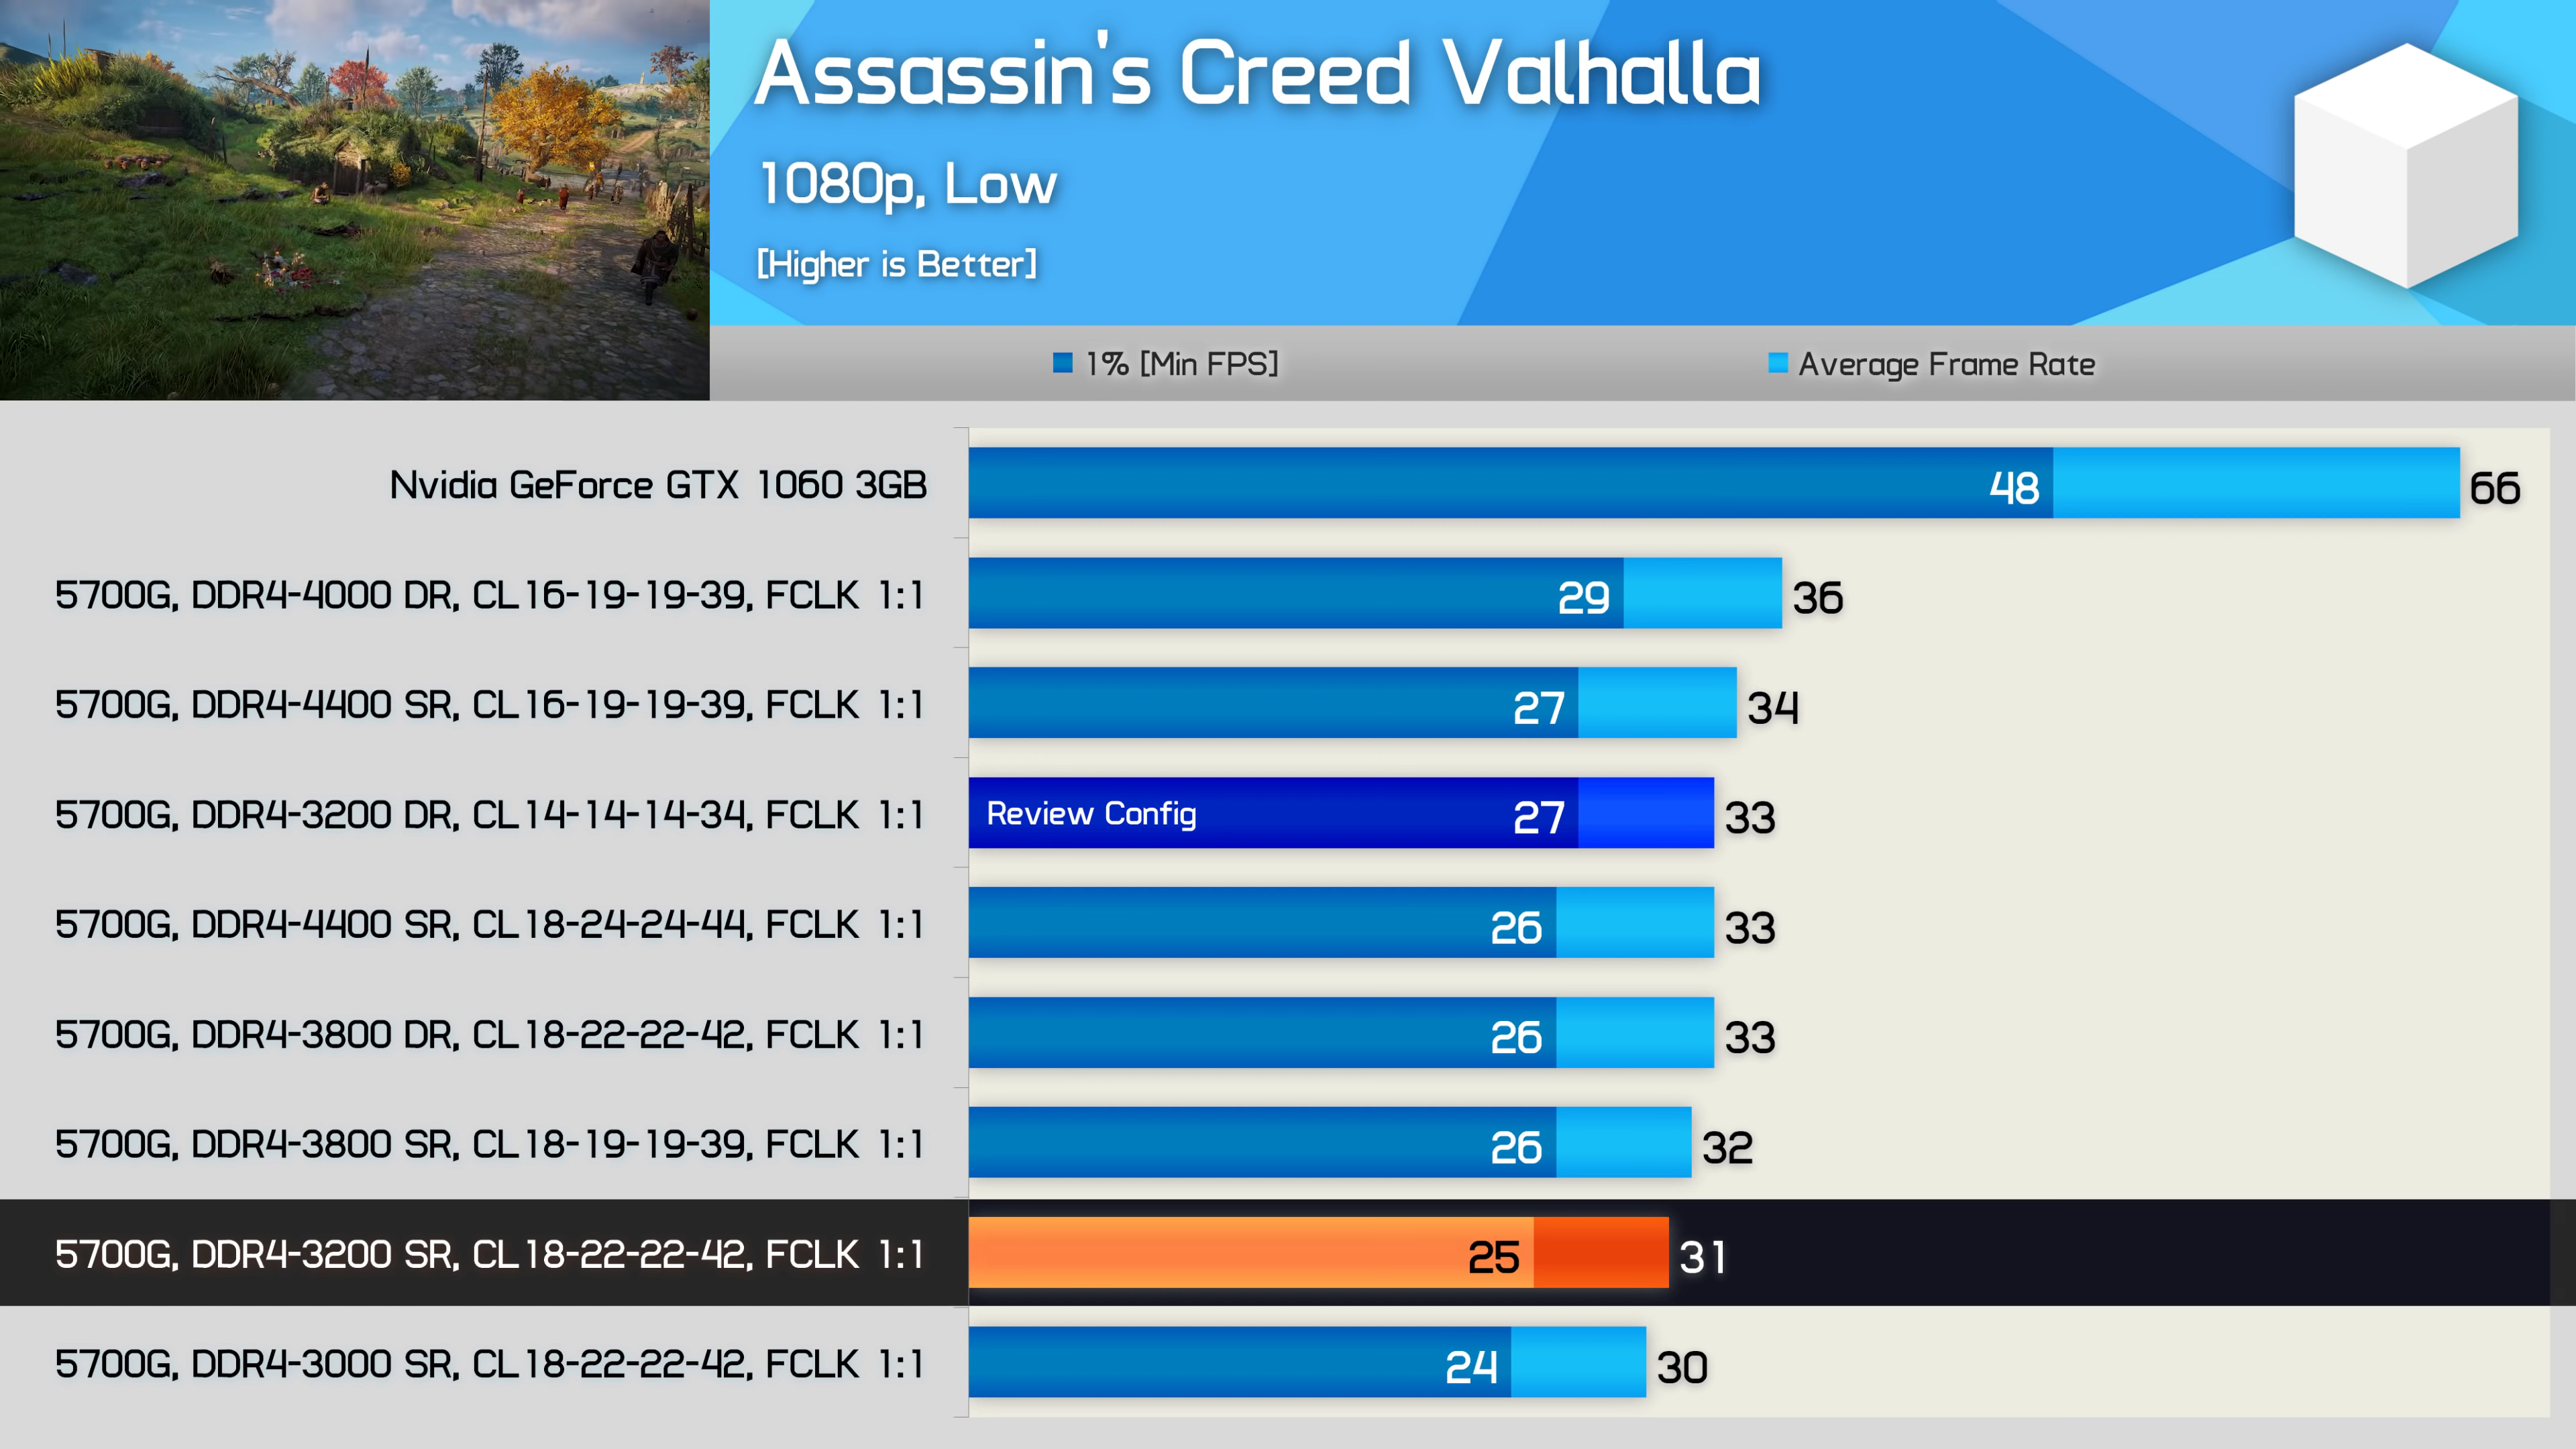 Assassin's Creed Valhalla
1080p, Low
[Higher is Better]
1% [Min FPS]
Average Frame Rate
Nvidia GeForce GTX 1060 3GB
48
66
5700G, DDR4-4000 DR, CL16-19-19-39, FCLK 1:1
29
36
5700G, DDR4-4400 SR, CL16-19-19-39, FCLK 1:1
27
34
5700G, DDR4-3200 DR, CL14-14-14-34, FCLK 1:1
Review Config
27
33
5700G, DDR4-4400 SR, CL18-24-24-44, FCLK 1:1
26
33
5700G, DDR4-3800 DR, CL18-22-22-42, FCLK 1:1
26
33
5700G, DDR4-3800 SR, CL18-19-19-39, FCLK 1:1
26
32
5700G, DDR4-3200 SR, CL18-22-22-42, FCLK 1:1
25
31
5700G, DDR4-3000 SR, CL18-22-22-42, FCLK 1:1
24
30